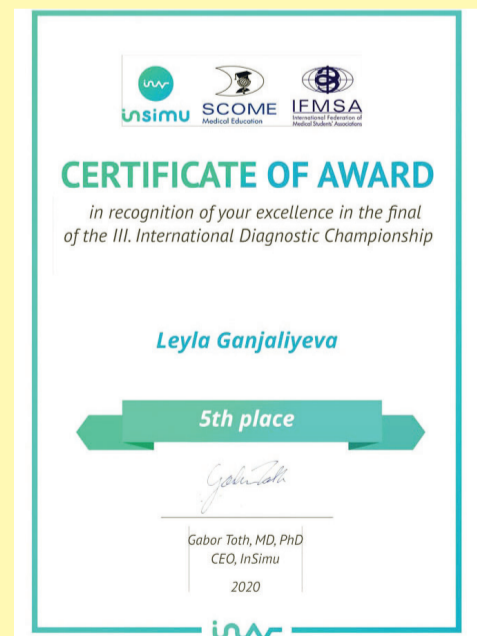 insimu
SCOME
Medical Education
IFMSA
International Federation of
Medical Students' Associations
CERTIFICATE OF AWARD
in recognition of your excellence in the final
of the III. International Diagnostic Championship
Leyla Ganjaliyeva
5th place
Gabor Toth
Gabor Toth, MD, PhD
CEO, InSimu
2020